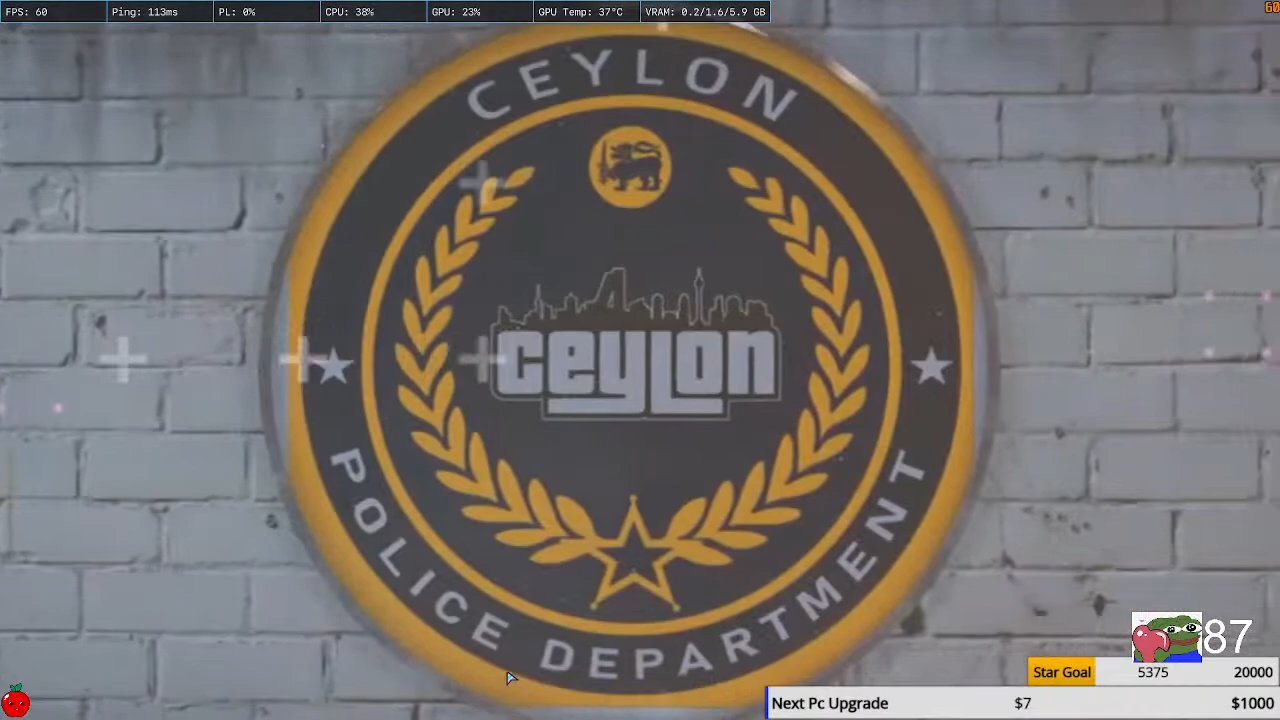 FPS: 60
Ping: 113ms
PL: 0%
CPU: 38%
GPU: 23%
GPU Temp: 37°C
VRAM: 0.2/1.6/5.9 GB
60
CEYLON
ceylon
POLICE DEPARTMENT
87
Star Goal 5375 20000
Next Pc Upgrade $7 $1000